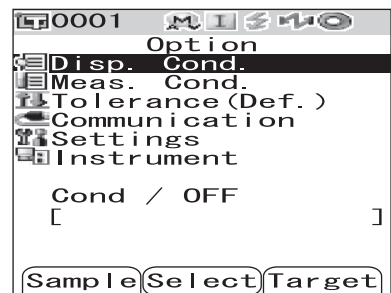 0001 M I
Option
Disp. Cond.
Meas. Cond.
Tolerance(Def.)
Communication
Settings
Instrument
Cond / OFF
[ ]
Sample Select Target